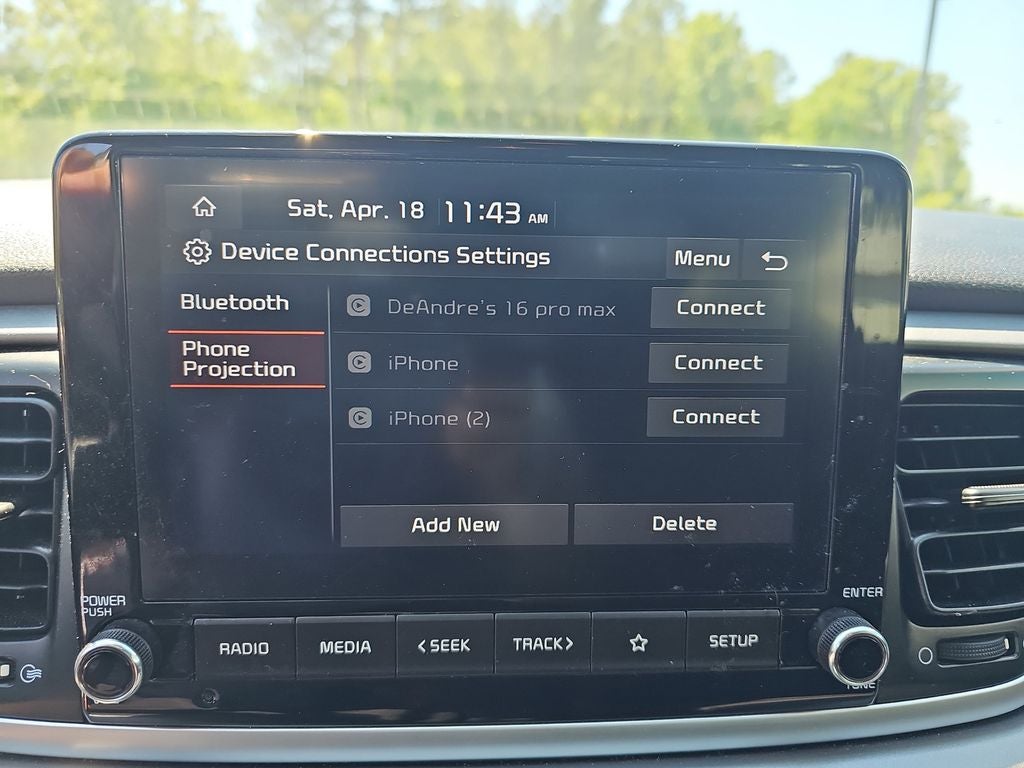 Sat, Apr. 18 11:43 AM
Device Connections Settings Menu
Bluetooth
Phone
Projection
DeAndre's 16 pro max Connect
iPhone Connect
iPhone (2) Connect
Add New Delete
POWER
PUSH
ENTER
RADIO MEDIA <SEEK TRACK> SETUP
TUNE